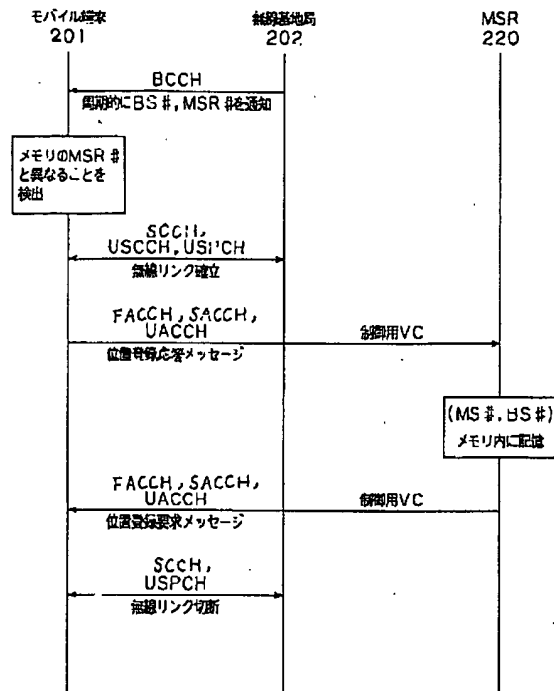 モバイル端末
201
無線基地局
202
MSR
220
BCCH
周期的にBS#,MSR#を通知
メモリのMSR#
と異なることを
検出
SCCH,
USCCH,USPCH
無線リンク確立
FACCH,SACCH,
UACCH
制御用VC
位置登録応答メッセージ
(MS#,BS#)
メモリ内に記憶
FACCH,SACCH,
UACCH
制御用VC
位置登録要求メッセージ
SCCH,
USPCH
無線リンク切断